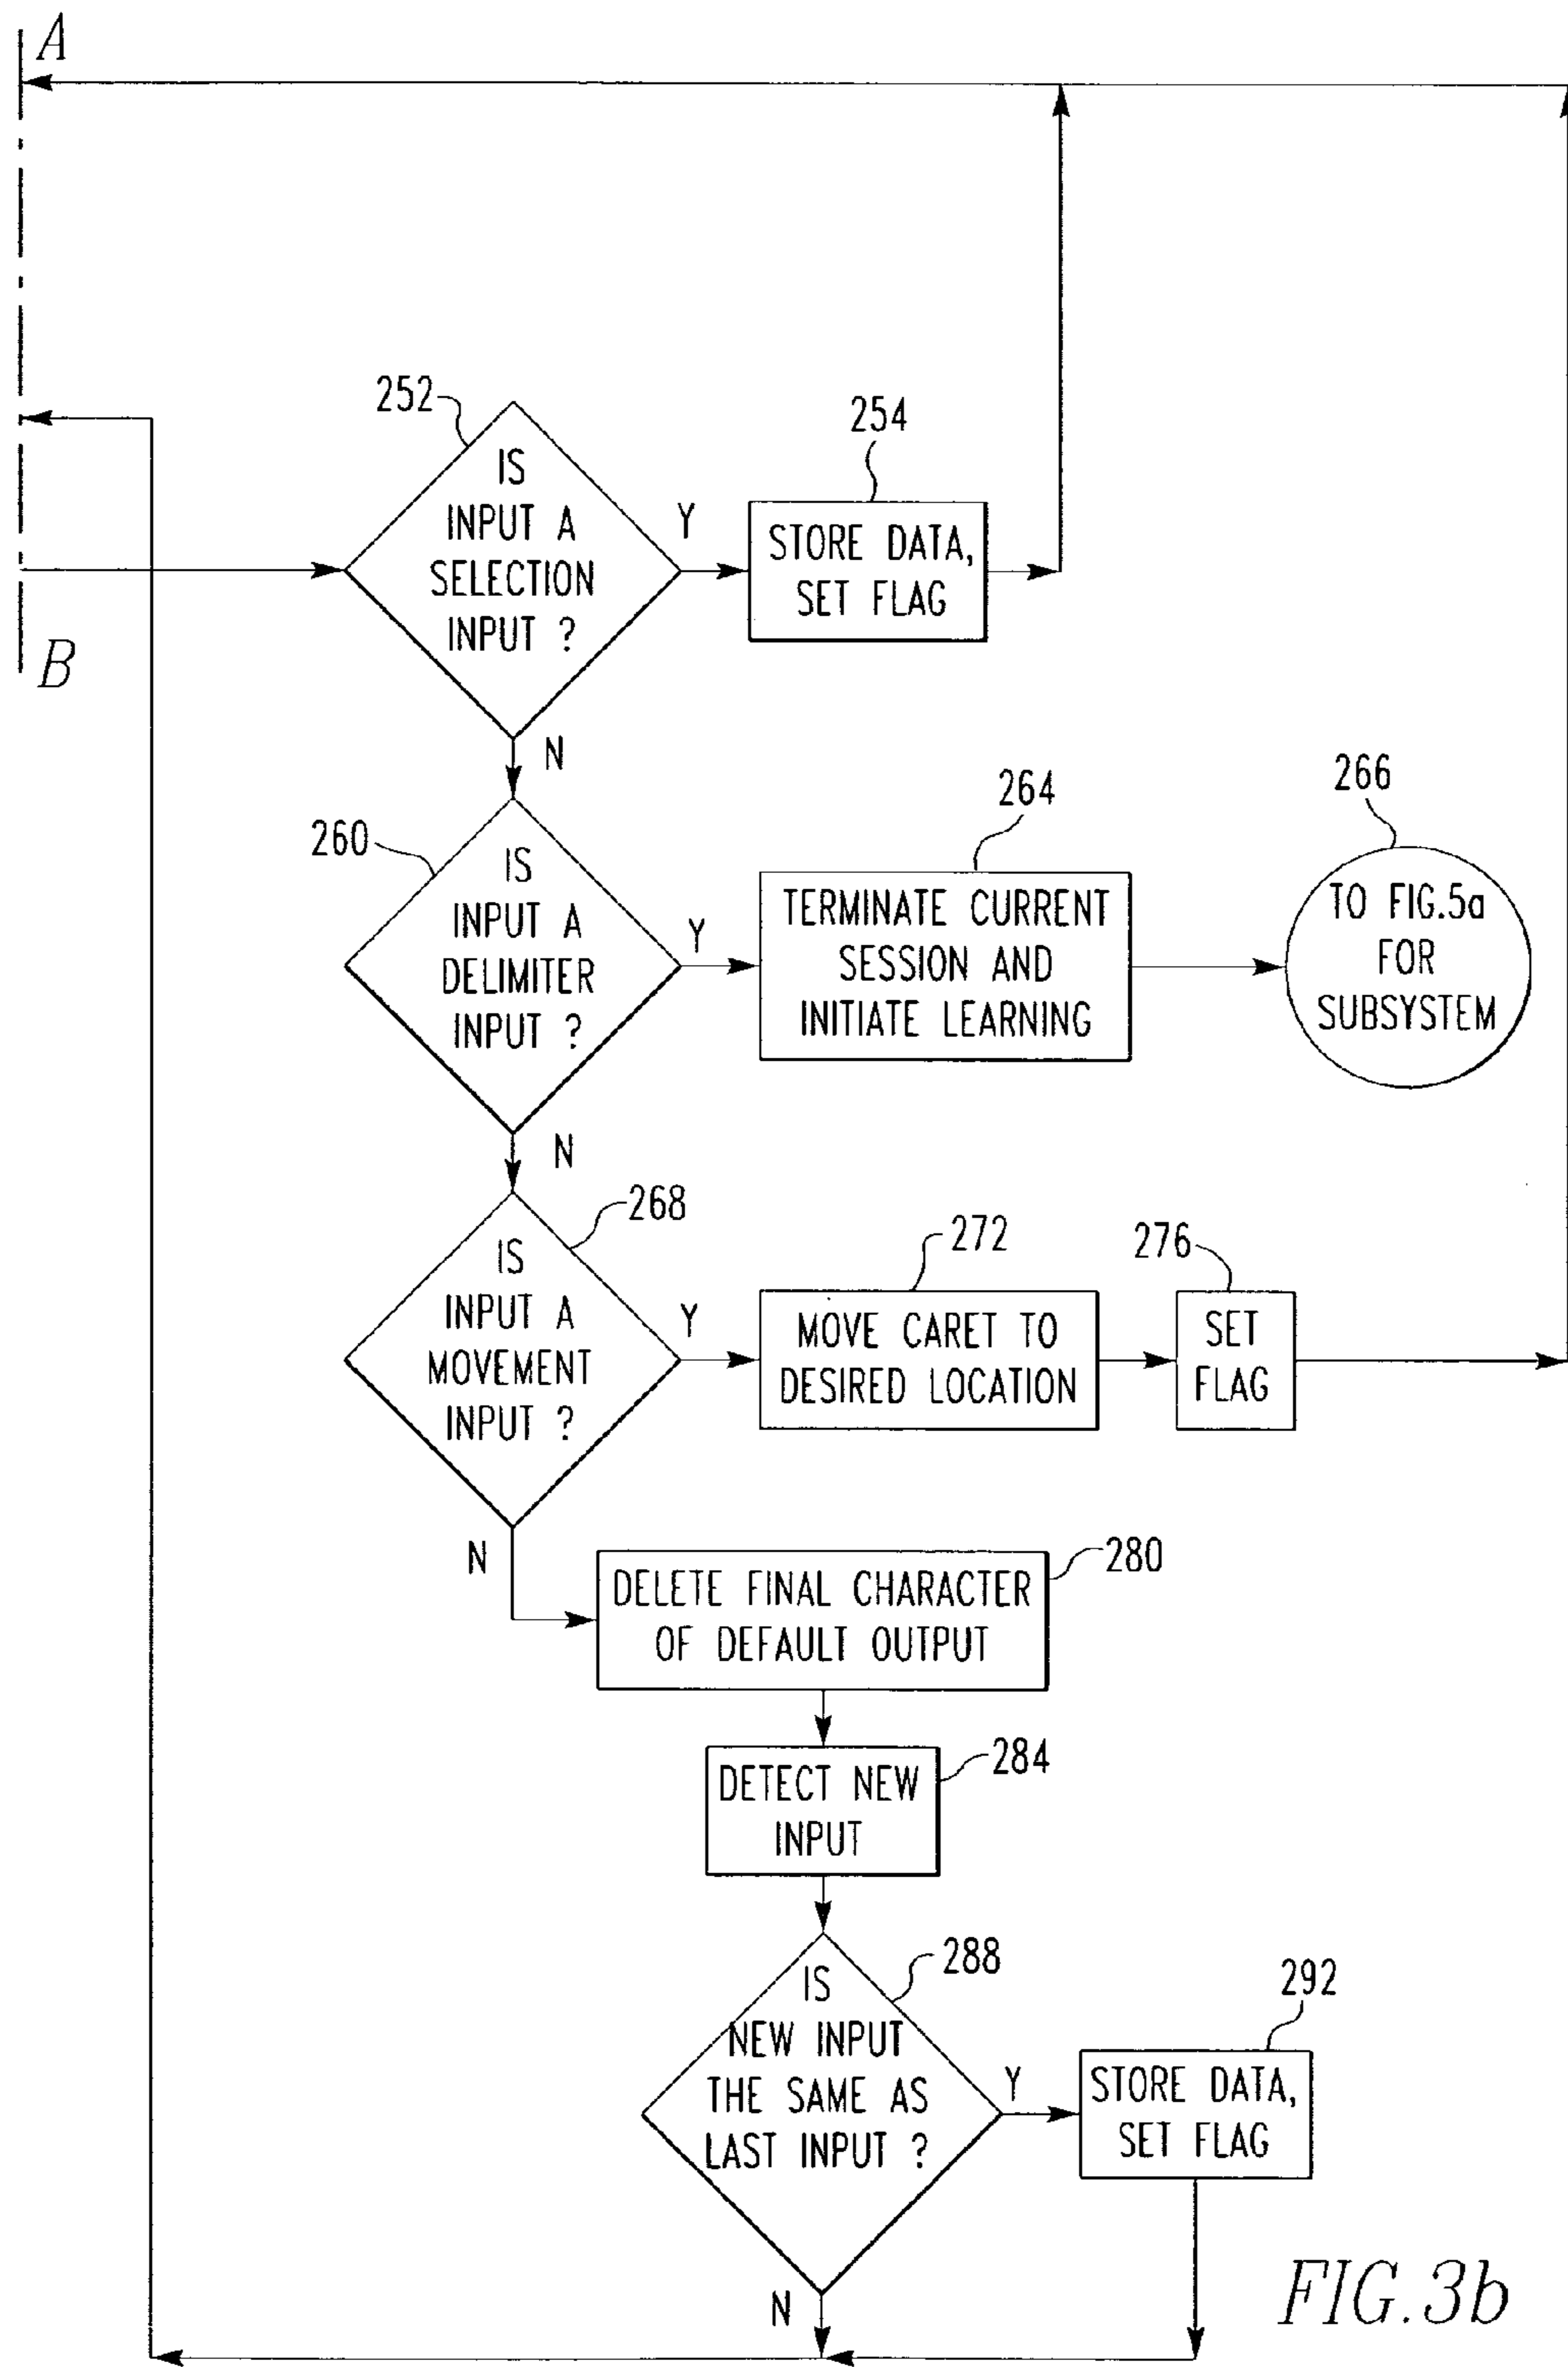 A
252
IS
INPUT A
SELECTION
INPUT ?
Y
254
STORE DATA,
SET FLAG
B
N
260
IS
INPUT A
DELIMITER
INPUT ?
Y
264
TERMINATE CURRENT
SESSION AND
INITIATE LEARNING
266
TO FIG.5a
FOR
SUBSYSTEM
N
268
IS
INPUT A
MOVEMENT
INPUT ?
Y
272
MOVE CARET TO
DESIRED LOCATION
276
SET
FLAG
N
280
DELETE FINAL CHARACTER
OF DEFAULT OUTPUT
284
DETECT NEW
INPUT
288
IS
NEW INPUT
THE SAME AS
LAST INPUT ?
Y
292
STORE DATA,
SET FLAG
N
FIG.3b